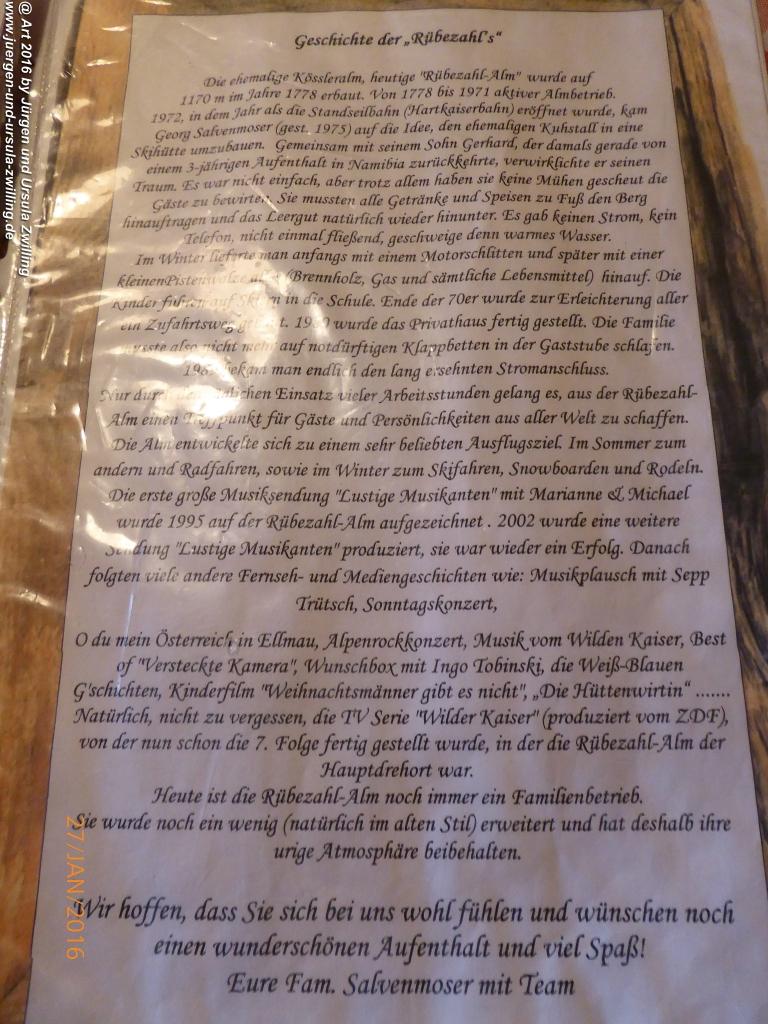 @ Art 2016 by Jürgen und Ursula Zwilling
www.juergen-und-ursula-zwilling.de
Geschichte der „Rübezahl's“
Die ehemalige Kössleralm, heutige "Rübezahl-Alm" wurde auf
1170 m im Jahre 1778 erbaut. Von 1778 bis 1971 aktiver Almbetrieb.
1972, in dem Jahr als die Standseilbahn (Hartkaiserbahn) eröffnet wurde, kam
Georg Salvenmoser (gest. 1975) auf die Idee, den ehemaligen Kuhstall in eine
Skihütte umzubauen. Gemeinsam mit seinem Sohn Gerhard, der damals gerade von
einem 3-jährigen Aufenthalt in Namibia zurückkehrte, verwirklichte er seinen
Traum. Es war nicht einfach, aber trotz allem haben sie keine Mühen gescheut die
Gäste zu bewirten. Sie mussten alle Getränke und Speisen zu Fuß den Berg
hinauftragen und das Leergut natürlich wieder hinunter. Es gab keinen Strom, kein
Telefon, nicht einmal fließend, geschweige denn warmes Wasser.
Im Winter lieferte man anfangs mit einem Motorschlitten und später mit einer
kleinen Pistenwalze (Brennholz, Gas und sämtliche Lebensmittel) hinauf. Die
Kinder fuhren auf Skiern in die Schule. Ende der 70er wurde zur Erleichterung aller
ein Zufahrtsweg wurde das Privathaus fertig gestellt. Die Familie
musste also nicht mehr auf notdürftigen Klappbetten in der Gaststube schlafen.
bekam man endlich den lang ersehnten Stromanschluss.
Nur durch Einsatz vieler Arbeitsstunden gelang es, aus der Rübezahl-
Alm einen Treffpunkt für Gäste und Persönlichkeiten aus aller Welt zu schaffen.
Die Alm entwickelte sich zu einem sehr beliebten Ausflugsziel. Im Sommer zum
andern und Radfahren, sowie im Winter zum Skifahren, Snowboarden und Rodeln.
Die erste große Musiksendung "Lustige Musikanten" mit Marianne & Michael
wurde 1995 auf der Rübezahl-Alm aufgezeichnet . 2002 wurde eine weitere
Sendung "Lustige Musikanten" produziert, sie war wieder ein Erfolg. Danach
folgten viele andere Fernseh- und Mediengeschichten wie: Musikplausch mit Sepp
Trütsch, Sonntagskonzert,
O du mein Österreich in Ellmau, Alpenrockkonzert, Musik vom Wilden Kaiser, Best
of "Versteckte Kamera", Wunschbox mit Ingo Tobinski, die Weiß-Blauen
G'schichten, Kinderfilm "Weihnachtsmänner gibt es nicht", „Die Hüttenwirtin“ .......
Natürlich, nicht zu vergessen, die TV Serie "Wilder Kaiser" (produziert vom ZDF),
von der nun schon die 7. Folge fertig gestellt wurde, in der die Rübezahl-Alm der
Hauptdrehort war.
Heute ist die Rübezahl-Alm noch immer ein Familienbetrieb.
Sie wurde noch ein wenig (natürlich im alten Stil) erweitert und hat deshalb ihre
urige Atmosphäre beibehalten.
Wir hoffen, dass Sie sich bei uns wohl fühlen und wünschen noch
einen wunderschönen Aufenthalt und viel Spaß!
Eure Fam. Salvenmoser mit Team
27/JAN/2016